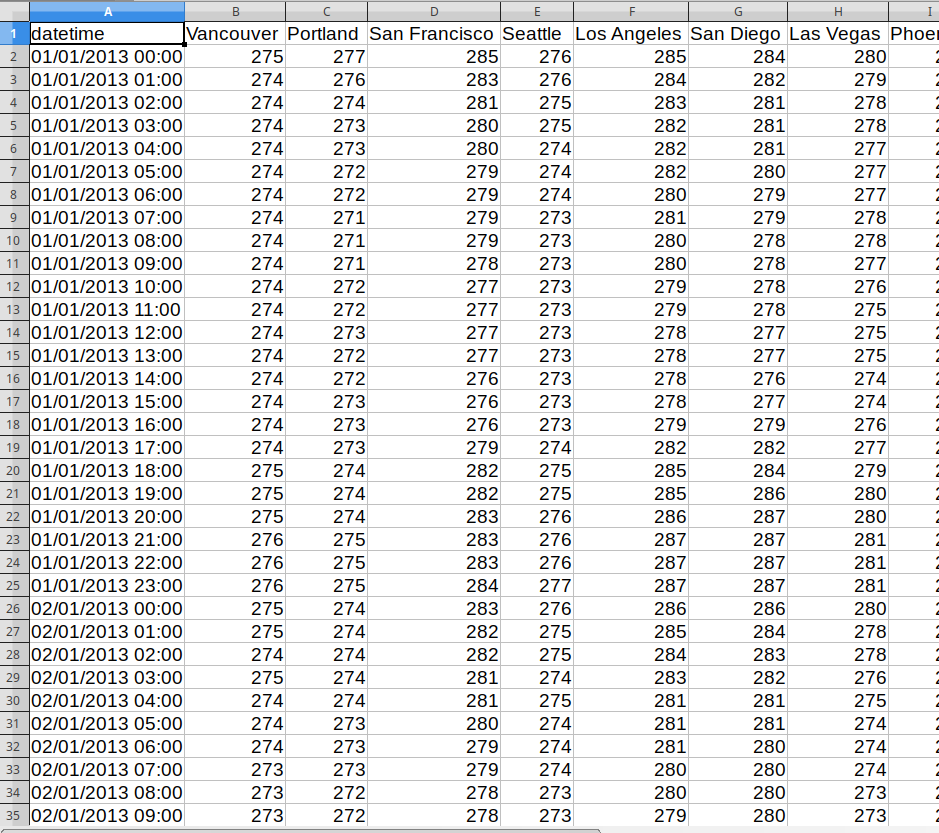 A B C D E F G H I
1 datetime Vancouver Portland San Francisco Seattle Los Angeles San Diego Las Vegas
2 01/01/2013 00:00 275 277 285 276 285 284 280
3 01/01/2013 01:00 274 276 283 276 284 282 279
4 01/01/2013 02:00 274 274 281 275 283 281 278
5 01/01/2013 03:00 274 273 280 275 282 281 278
6 01/01/2013 04:00 274 273 280 274 282 281 277
7 01/01/2013 05:00 274 272 279 274 282 280 277
8 01/01/2013 06:00 274 272 279 274 280 279 277
9 01/01/2013 07:00 274 271 279 273 281 279 278
10 01/01/2013 08:00 274 271 279 273 280 278 278
11 01/01/2013 09:00 274 271 278 273 280 278 277
12 01/01/2013 10:00 274 272 277 273 279 278 276
13 01/01/2013 11:00 274 272 277 273 279 278 275
14 01/01/2013 12:00 274 273 277 273 278 277 275
15 01/01/2013 13:00 274 272 277 273 278 277 275
16 01/01/2013 14:00 274 272 276 273 278 276 274
17 01/01/2013 15:00 274 273 276 273 278 277 274
18 01/01/2013 16:00 274 273 276 273 279 279 276
19 01/01/2013 17:00 274 273 279 274 282 282 277
20 01/01/2013 18:00 275 274 282 275 285 284 279
21 01/01/2013 19:00 275 274 282 275 285 286 280
22 01/01/2013 20:00 275 274 283 276 286 287 280
23 01/01/2013 21:00 276 275 283 276 287 287 281
24 01/01/2013 22:00 276 275 283 276 287 287 281
25 01/01/2013 23:00 276 275 284 277 287 287 281
26 02/01/2013 00:00 275 274 283 276 286 286 280
27 02/01/2013 01:00 275 274 282 275 285 284 278
28 02/01/2013 02:00 274 274 282 275 284 283 278
29 02/01/2013 03:00 275 274 281 274 283 282 276
30 02/01/2013 04:00 274 274 281 275 281 281 275
31 02/01/2013 05:00 274 273 280 274 281 281 274
32 02/01/2013 06:00 274 273 279 274 281 280 274
33 02/01/2013 07:00 273 273 279 274 280 280 274
34 02/01/2013 08:00 273 272 278 273 280 280 273
35 02/01/2013 09:00 273 272 278 273 279 280 273